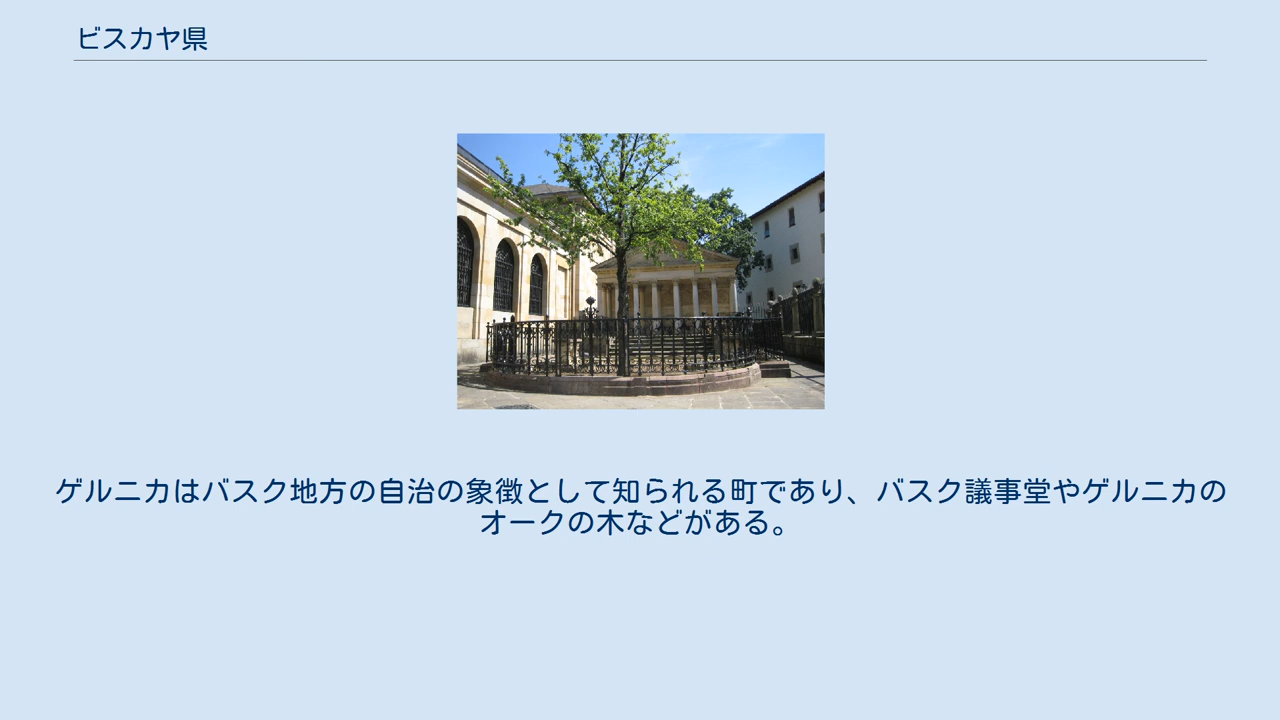 ビスカヤ県
ゲルニカはバスク地方の自治の象徴として知られる町であり、バスク議事堂やゲルニカの
オークの木などがある。